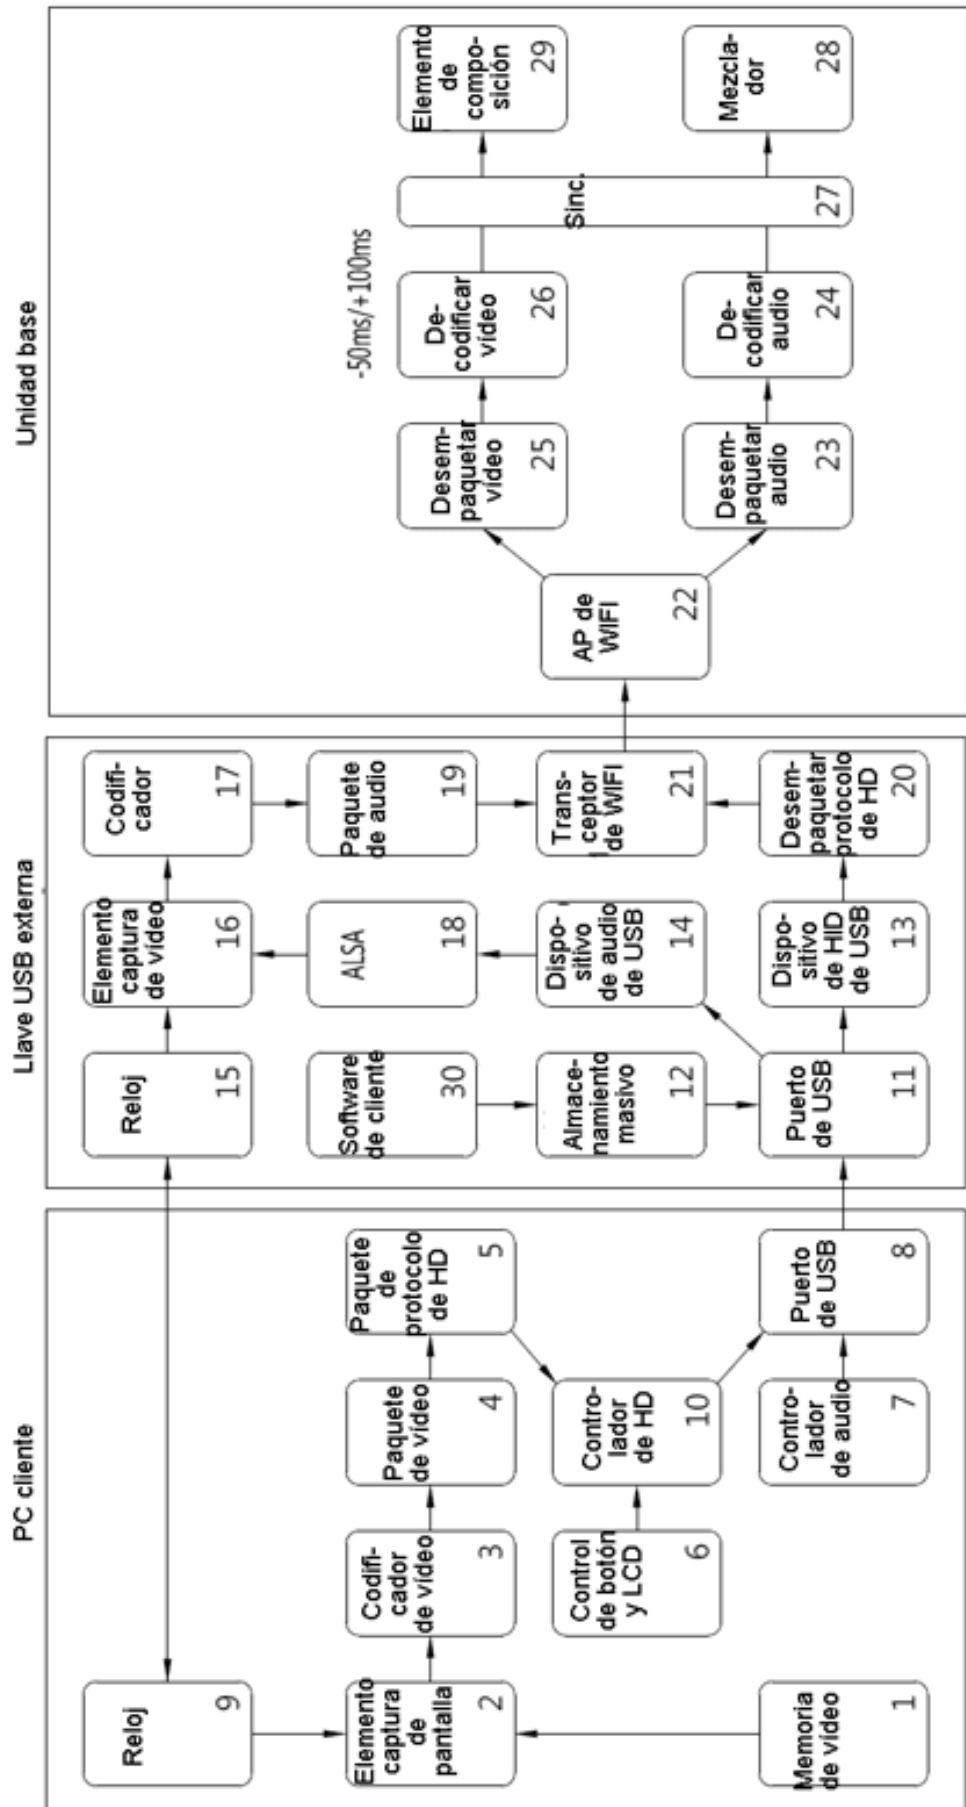 PC cliente
Reloj
9
Elemento
captura
de
pantalla
2
Memoria
de vídeo
1
Codifi-
cador
de vídeo
3
Control
de botón
y LCD
6
Paquete
de vídeo
4
Contro-
lador
de HD
10
Contro-
lador
de audio
7
Paquete
de
protocolo
de HD
5
Puerto
de USB
8
Llave USB externa
Reloj
15
Software
de cliente
30
Almace-
namiento
masivo
12
Puerto
de USB
11
Elemento
captura
de vídeo
16
ALSA
18
Dispo-
sitivo
de audio
de USB
14
Dispo-
sitivo
de HID
de USB
13
Codifi-
cador
17
Paquete
de audio
19
Trans-
ceptor
de WIFI
21
Desem-
paquetar
protocolo
de HD
20
Unidad base
AP de
WIFI
22
Desem-
paquetar
vídeo
25
Desem-
paquetar
audio
23
-50ms/+100ms
De-
codificar
vídeo
26
De-
codificar
audio
24
Sinc.
27
Elemento
de
compo-
sición
29
Mezcla-
dor
28